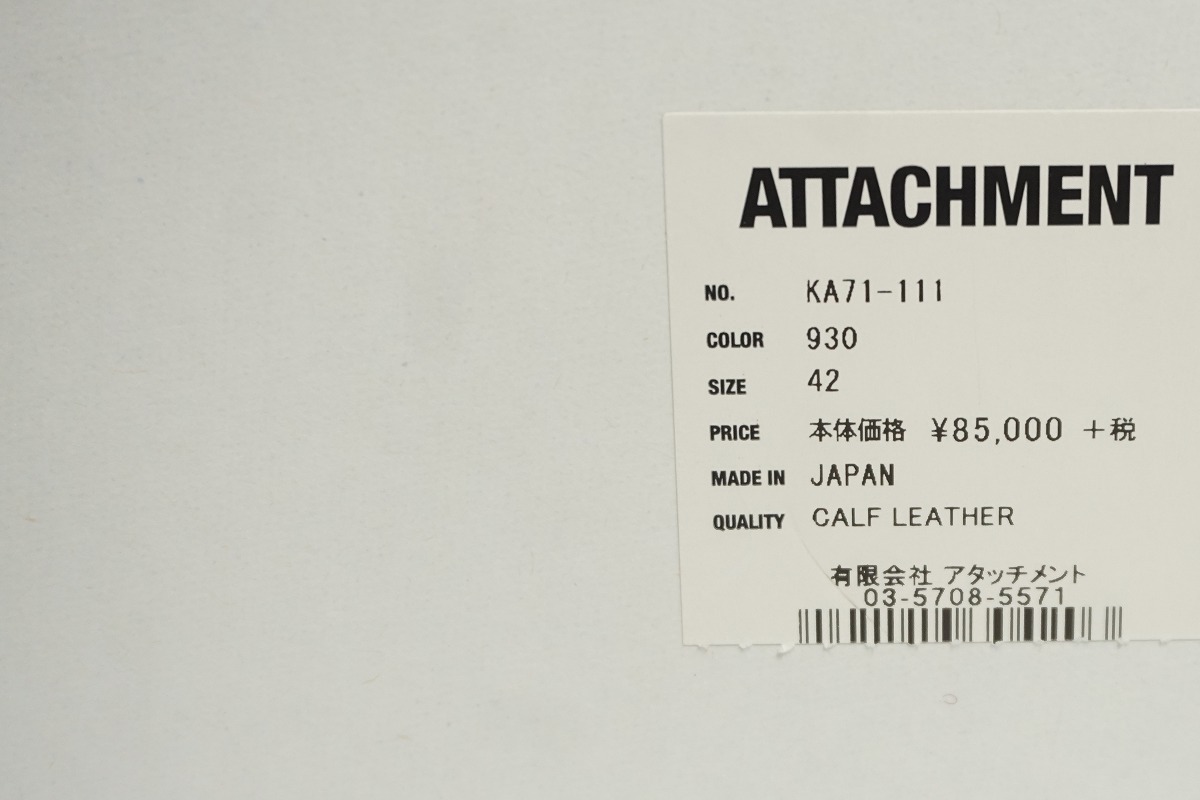 ATTACHMENT
NO. KA71-111
COLOR 930
SIZE 42
PRICE 本体価格 ¥85,000 +税
MADE IN JAPAN
QUALITY CALF LEATHER
有限会社 アタッチメント
03-5708-5571